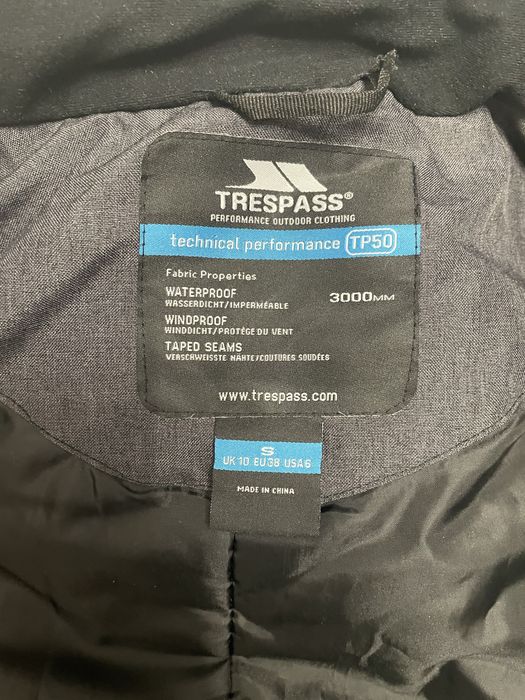 TRESPASS®
PERFORMANCE OUTDOOR CLOTHING
technical performance TP50
Fabric Properties
WATERPROOF 3000MM
WASSERDICHT/IMPERMÉABLE
WINDPROOF
WINDDICHT/PROTÈGE DU VENT
TAPED SEAMS
VERSCHWEISSTE NÄHTE/COUTURES SOUDÉES
www.trespass.com
S
UK 10 EU38 USA6
MADE IN CHINA